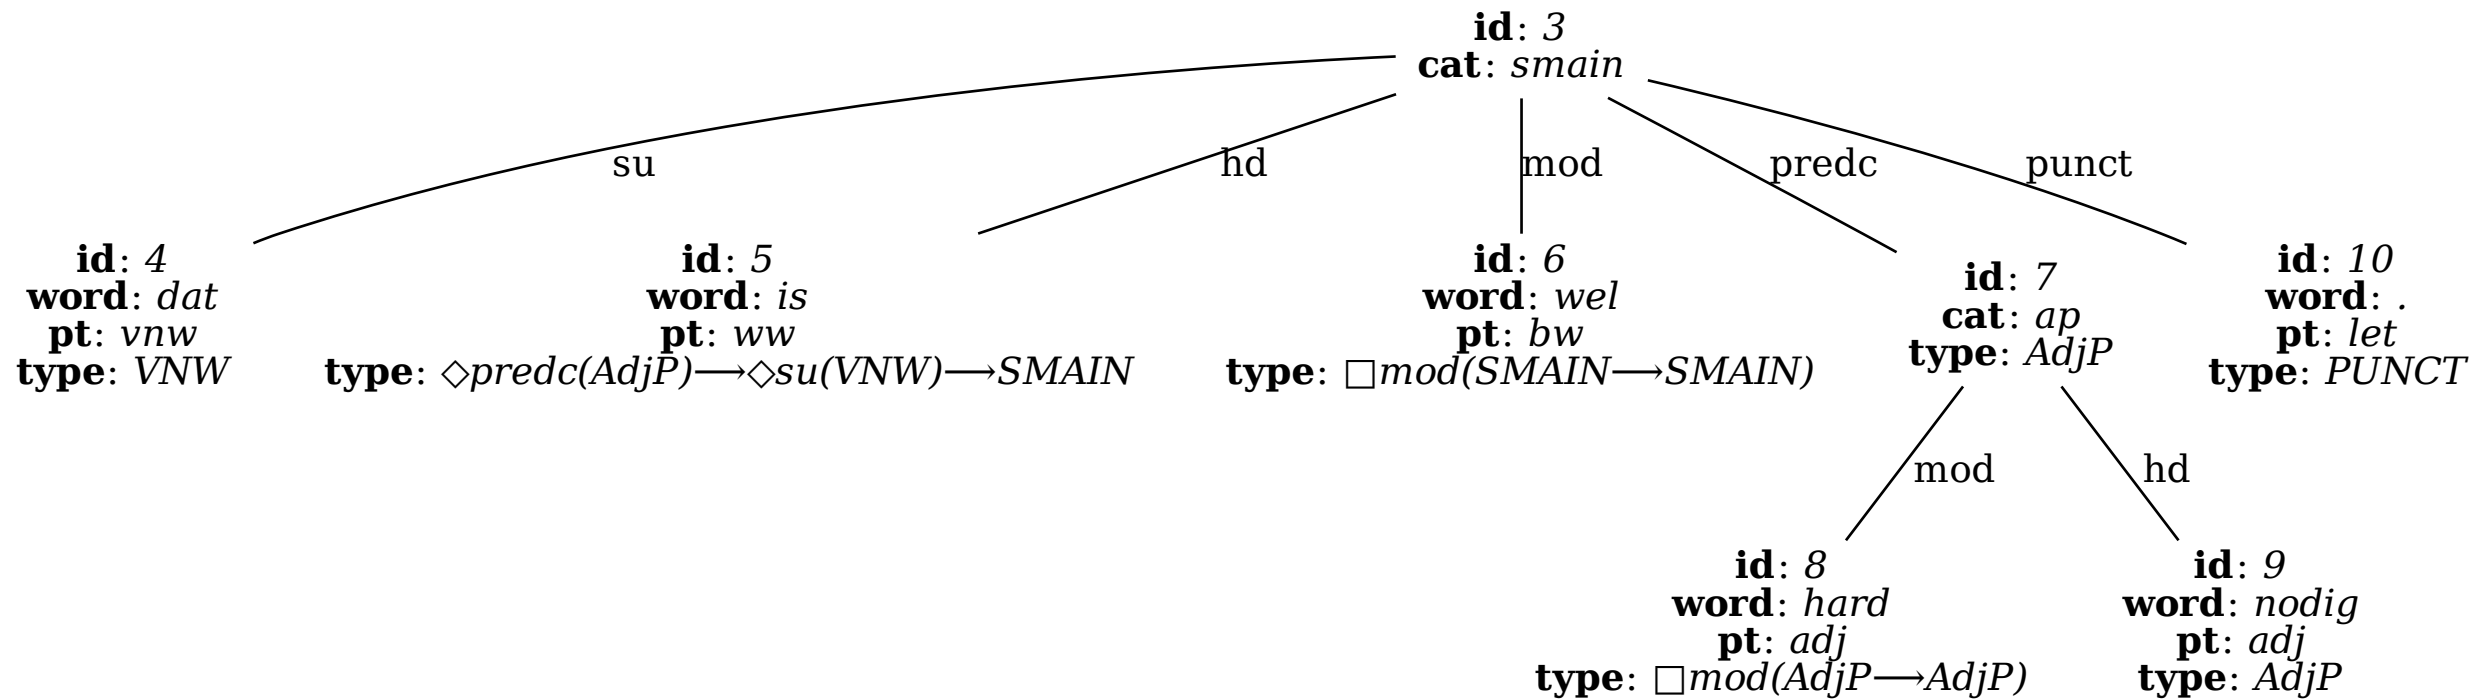 id: 3
cat: smain
su
hd
mod
predc
punct
id: 4
word: dat
pt: vnw
type: VNW
id: 5
word: is
pt: ww
type: ◇predc(AdjP)⟶◇su(VNW)⟶SMAIN
id: 6
word: wel
pt: bw
type: □mod(SMAIN⟶SMAIN)
id: 7
cat: ap
type: AdjP
id: 10
word: .
pt: let
type: PUNCT
mod
hd
id: 8
word: hard
pt: adj
type: □mod(AdjP⟶AdjP)
id: 9
word: nodig
pt: adj
type: AdjP